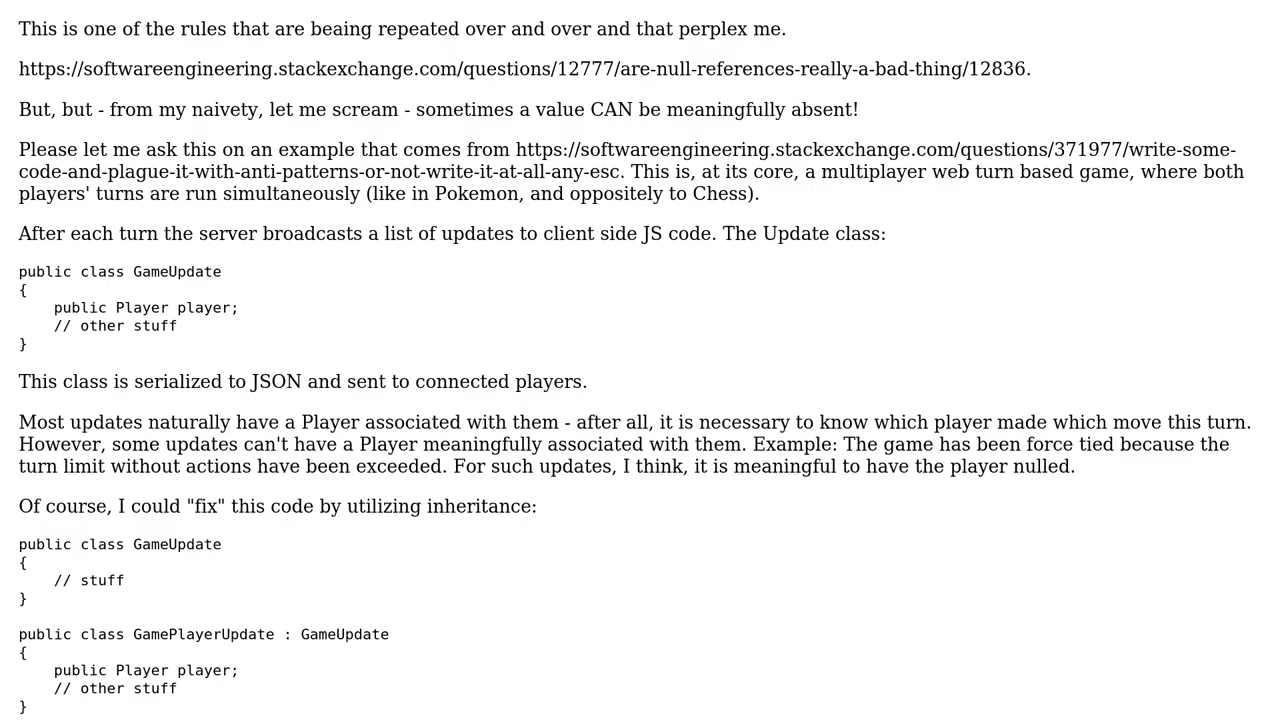 This is one of the rules that are beaing repeated over and over and that perplex me.
https://softwareengineering.stackexchange.com/questions/12777/are-null-references-really-a-bad-thing/12836.
But, but - from my naivety, let me scream - sometimes a value CAN be meaningfully absent!
Please let me ask this on an example that comes from https://softwareengineering.stackexchange.com/questions/371977/write-some-
code-and-plague-it-with-anti-patterns-or-not-write-it-at-all-any-esc. This is, at its core, a multiplayer web turn based game, where both
players' turns are run simultaneously (like in Pokemon, and oppositely to Chess).
After each turn the server broadcasts a list of updates to client side JS code. The Update class:
public class GameUpdate
{
    public Player player;
    // other stuff
}
This class is serialized to JSON and sent to connected players.
Most updates naturally have a Player associated with them - after all, it is necessary to know which player made which move this turn.
However, some updates can't have a Player meaningfully associated with them. Example: The game has been force tied because the
turn limit without actions have been exceeded. For such updates, I think, it is meaningful to have the player nulled.
Of course, I could "fix" this code by utilizing inheritance:
public class GameUpdate
{
    // stuff
}
public class GamePlayerUpdate : GameUpdate
{
    public Player player;
    // other stuff
}